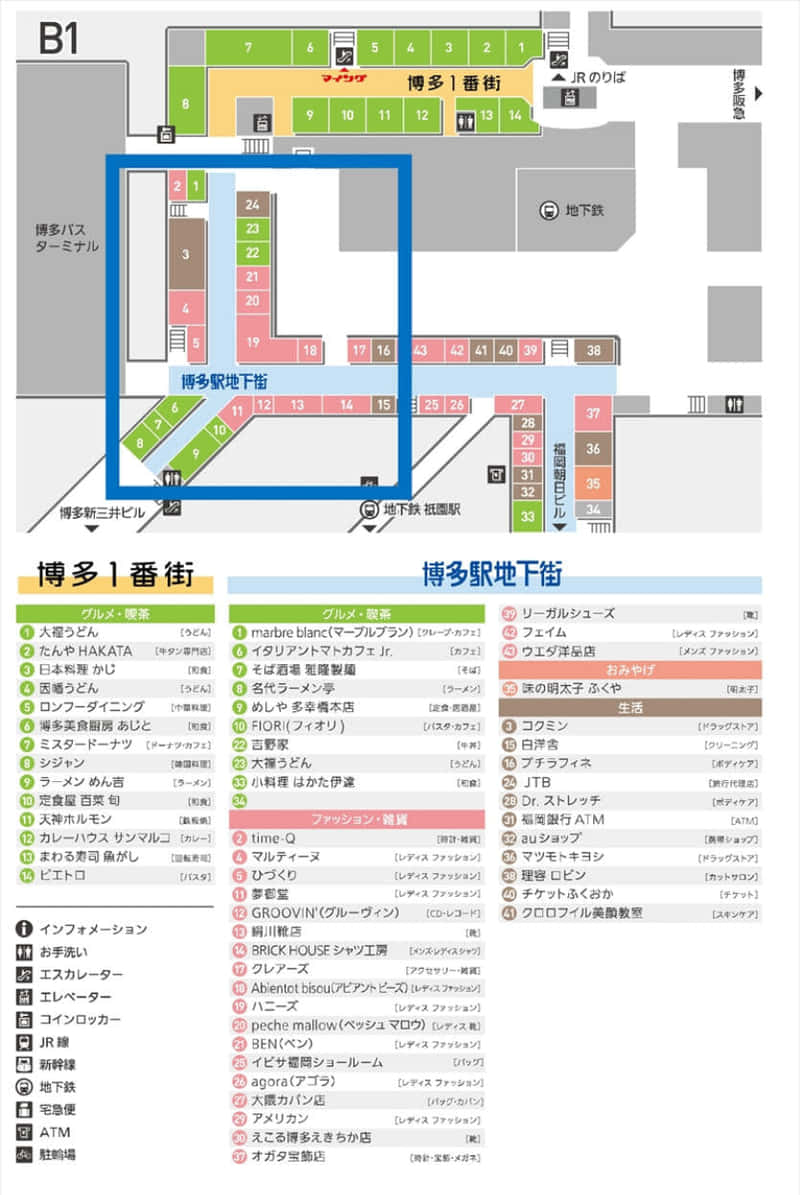 B1
7
6
5
4
3
2
1
マイング
博多1番街
JRのりば
博多阪急
8
9
10
11
12
13
14
2
1
24
23
22
地下鉄
博多バス
ターミナル
3
21
20
4
5
19
18
17
16
43
42
41
40
39
38
博多駅地下街
6
7
8
9
10
11
12
13
14
15
25
26
27
37
28
29
30
31
32
33
福岡朝日ビル
36
35
34
博多新三井ビル
地下鉄 祇園駅
博多1番街
グルメ・喫茶
1 大福うどん [うどん]
2 たんや HAKATA [牛タン専門店]
3 日本料理 かじ [和食]
4 因幡うどん [うどん]
5 ロンフーダイニング [中華料理]
6 博多美食厨房 あじと [和食]
7 ミスタードーナツ [ドーナツ・カフェ]
8 シジャン [韓国料理]
9 ラーメン めん吉 [ラーメン]
10 定食屋 百菜 旬 [和食]
11 天神ホルモン [鉄板焼]
12 カレーハウス サンマルコ [カレー]
13 まわる寿司 魚がし [回転寿司]
14 ピエトロ [パスタ]
インフォメーション
お手洗い
エスカレーター
エレベーター
コインロッカー
JR線
新幹線
地下鉄
宅急便
ATM
駐輪場
博多駅地下街
グルメ・喫茶
1 marbre blanc(マーブルブラン) [クレープ・カフェ]
6 イタリアントマトカフェ Jr. [カフェ]
7 そば酒場 雅隆製麺 [そば]
8 名代ラーメン亭 [ラーメン]
9 めしや 多幸橋本店 [定食・居酒屋]
10 FIORI(フィオリ) [パスタ・カフェ]
22 吉野家 [牛丼]
23 大福うどん [うどん]
33 小料理 はかた伊達 [和食]
34
ファッション・雑貨
2 time-Q [時計・雑貨]
4 マルティーヌ [レディス ファッション]
5 ひづくり [レディス ファッション]
11 夢御堂 [レディス ファッション]
12 GROOVIN'(グルーヴィン) [CD・レコード]
13 絹川靴店 [靴]
14 BRICK HOUSE シャツ工房 [メンズ・レディスシャツ]
17 クレアーズ [アクセサリー・雑貨]
18 Abientot bisou(アビアント ビーズ) [レディス ファッション]
19 ハニーズ [レディス ファッション]
20 peche mallow(ペッシュ マロウ) [レディス 靴]
21 BEN(ベン) [レディス ファッション]
25 イビサ福岡ショールーム [バッグ]
26 agora(アゴラ) [レディス ファッション]
27 大隈カバン店 [バッグ・カバン]
29 アメリカン [レディス ファッション]
30 えこる博多えきちか店 [靴]
37 オガタ宝飾店 [時計・宝飾・メガネ]
39 リーガルシューズ [靴]
42 フェイム [レディス ファッション]
43 ウエダ洋品店 [メンズ ファッション]
おみやげ
35 味の明太子 ふくや [明太子]
生活
3 コクミン [ドラッグストア]
15 白洋舎 [クリーニング]
16 プチラフィネ [ボディケア]
24 JTB [旅行代理店]
28 Dr. ストレッチ [ボディケア]
31 福岡銀行 ATM [ATM]
32 auショップ [携帯ショップ]
36 マツモトキヨシ [ドラッグストア]
38 理容 ロビン [カットサロン]
40 チケットふくおか [チケット]
41 クロロフイル美顔教室 [スキンケア]